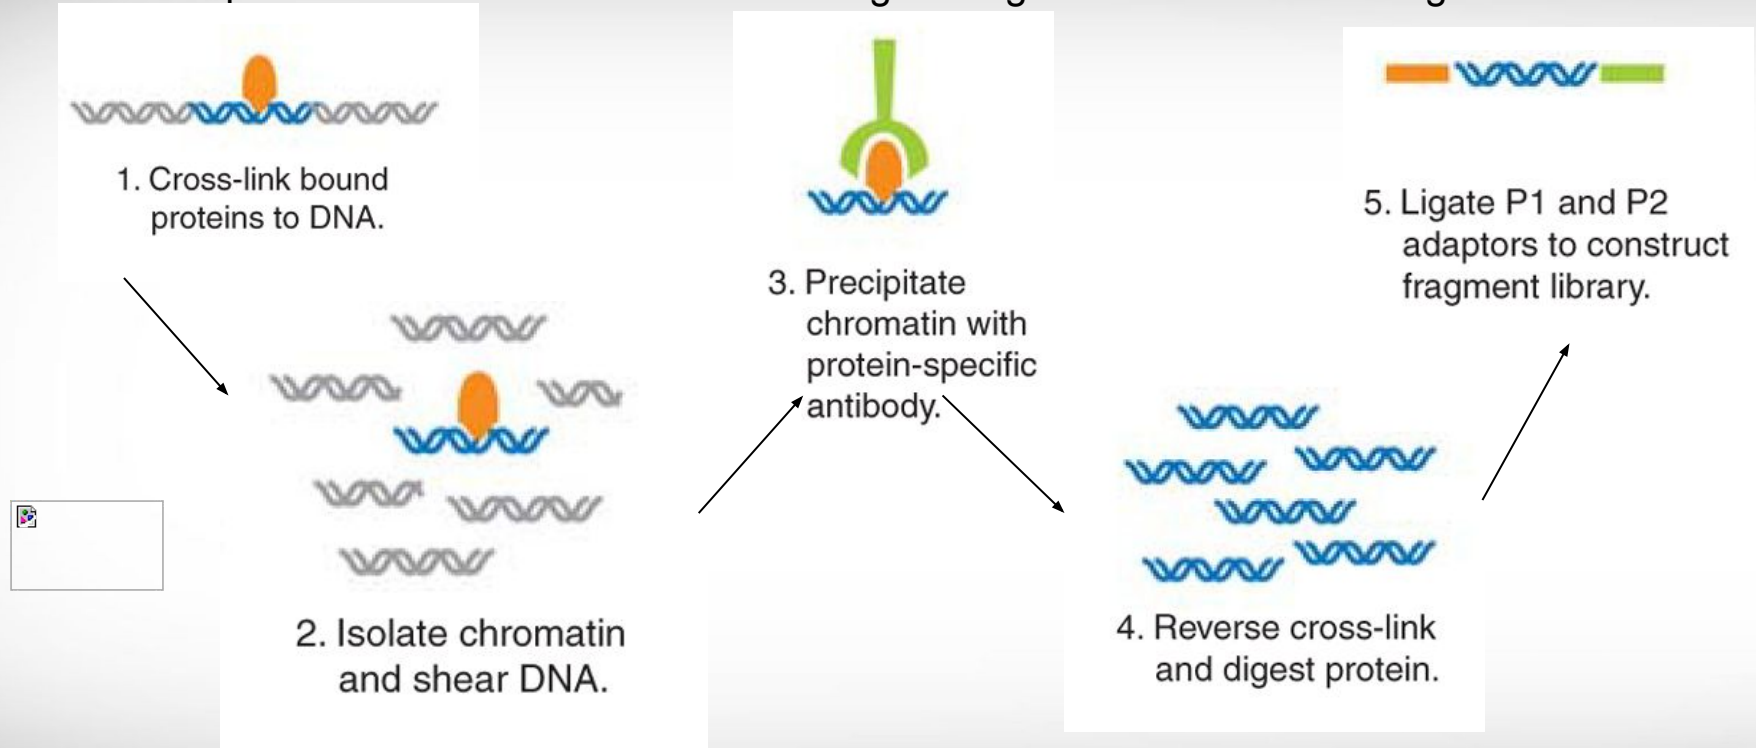 1. Cross-link bound
proteins to DNA.
2. Isolate chromatin
and shear DNA.
3. Precipitate
chromatin with
protein-specific
antibody.
4. Reverse cross-link
and digest protein.
5. Ligate P1 and P2
adaptors to construct
fragment library.